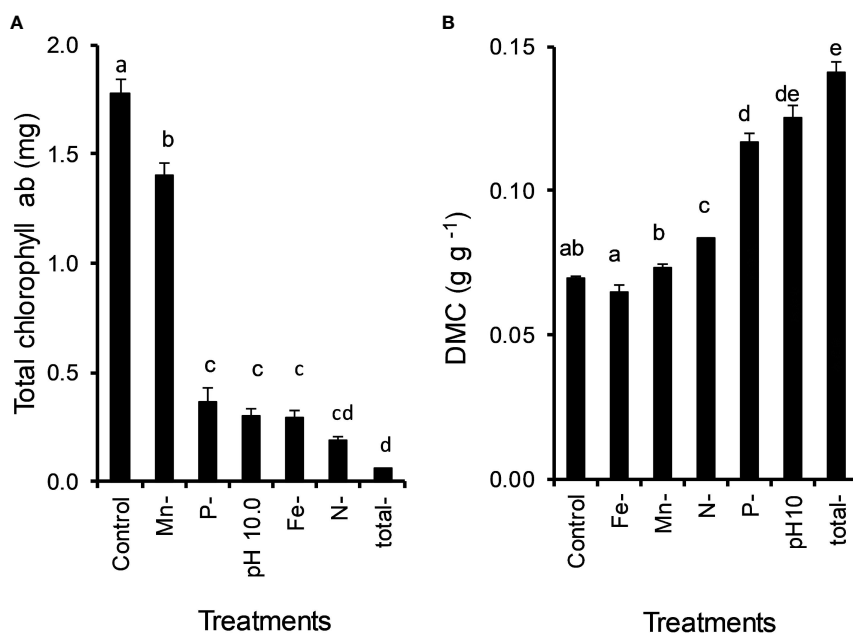 A
Total chlorophyll ab (mg)
2.0
1.5
1.0
0.5
0.0
a
b
c
c
c
cd
d
Control
Mn-
P-
pH 10.0
Fe-
N-
total-
Treatments
B
DMC (g g -1)
0.15
0.10
0.05
0.00
ab
a
b
c
d
de
e
Control
Fe-
Mn-
N-
P-
pH10
total-
Treatments